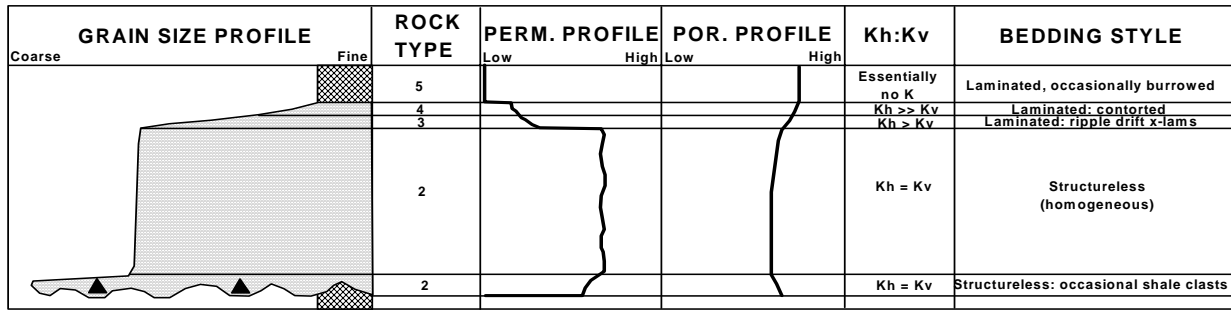 GRAIN SIZE PROFILE
Coarse Fine
ROCK
TYPE
PERM. PROFILE
Low High
POR. PROFILE
Low High
Kh:Kv
BEDDING STYLE
5
Essentially
no K
Laminated, occasionally burrowed
4
Kh >> Kv
Laminated: contorted
3
Kh > Kv
Laminated: ripple drift x-lams
2
Kh = Kv
Structureless
(homogeneous)
2
Kh = Kv
Structureless: occasional shale clasts